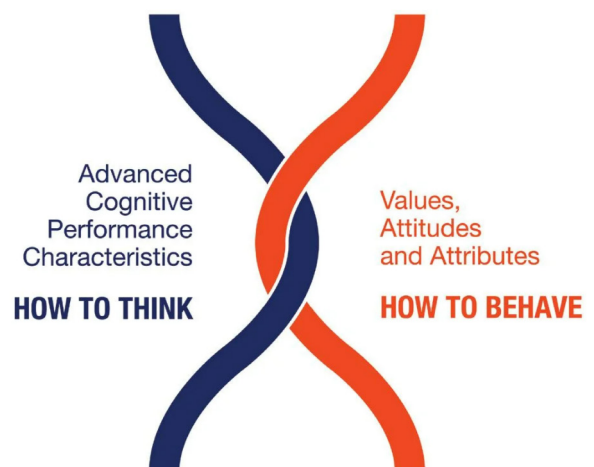 Advanced
Cognitive
Performance
Characteristics
HOW TO THINK
Values,
Attitudes
and Attributes
HOW TO BEHAVE